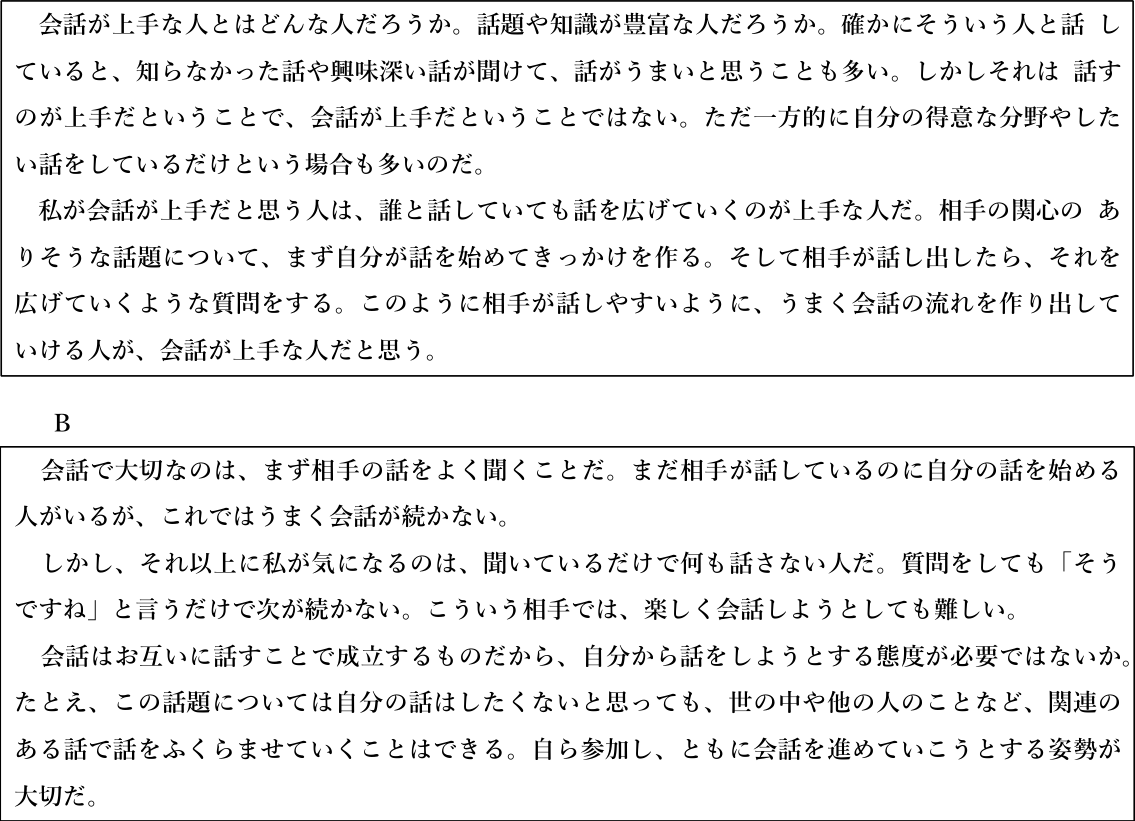 会話が上手な人とはどんな人だろうか。話題や知識が豊富な人だろうか。確かにそういう人と話 し
ていると、知らなかった話や興味深い話が聞けて、話がうまいと思うことも多い。しかしそれは 話す
のが上手だということで、会話が上手だということではない。ただ一方的に自分の得意な分野やした
い話をしているだけという場合も多いのだ。
私が会話が上手だと思う人は、誰と話していても話を広げていくのが上手な人だ。相手の関心の あ
りそうな話題について、まず自分が話を始めてきっかけを作る。そして相手が話し出したら、それを
広げていくような質問をする。このように相手が話しやすいように、うまく会話の流れを作り出して
いける人が、会話が上手な人だと思う。
B
会話で大切なのは、まず相手の話をよく聞くことだ。まだ相手が話しているのに自分の話を始める
人がいるが、これではうまく会話が続かない。
しかし、それ以上に私が気になるのは、聞いているだけで何も話さない人だ。質問をしても「そう
ですね」と言うだけで次が続かない。こういう相手では、楽しく会話しようとしても難しい。
会話はお互いに話すことで成立するものだから、自分から話をしようとする態度が必要ではないか。
たとえ、この話題については自分の話はしたくないと思っても、世の中や他の人のことなど、関連の
ある話で話をふくらませていくことはできる。自ら参加し、ともに会話を進めていこうとする姿勢が
大切だ。